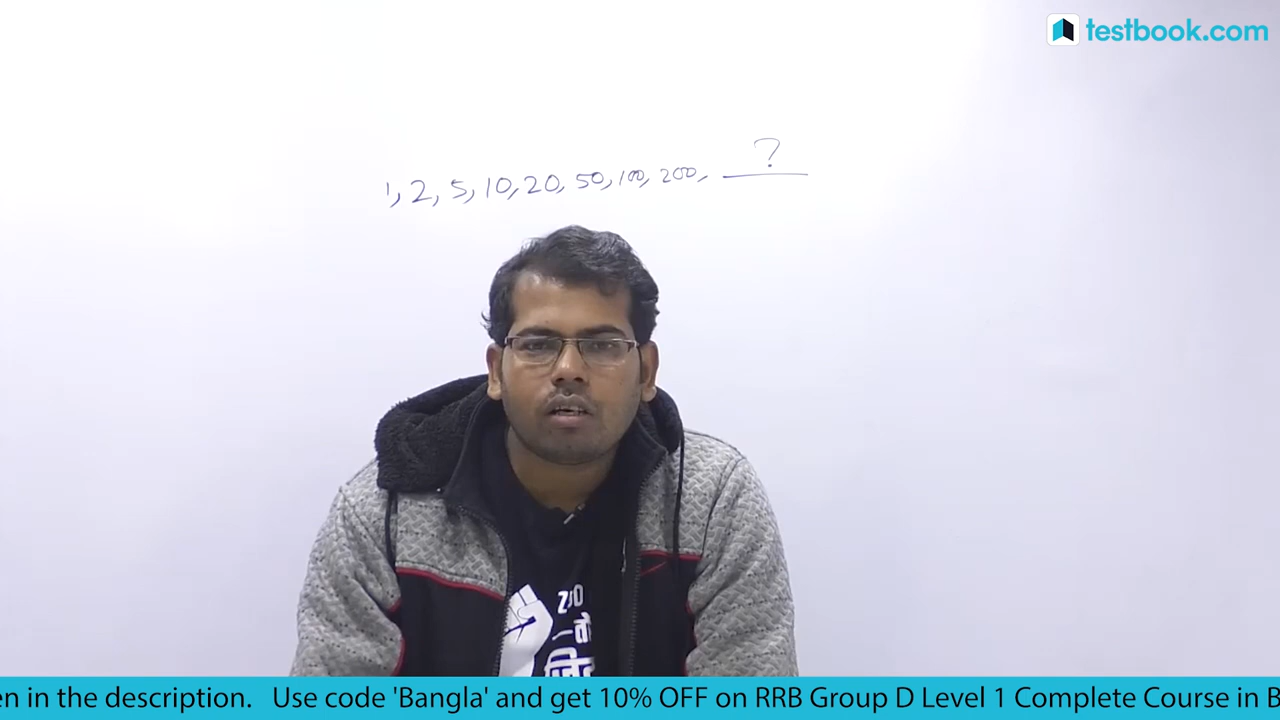 testbook.com
?
1, 2, 5, 10, 20, 50, 100, 200,
en in the description. Use code 'Bangla' and get 10% OFF on RRB Group D Level 1 Complete Course in B